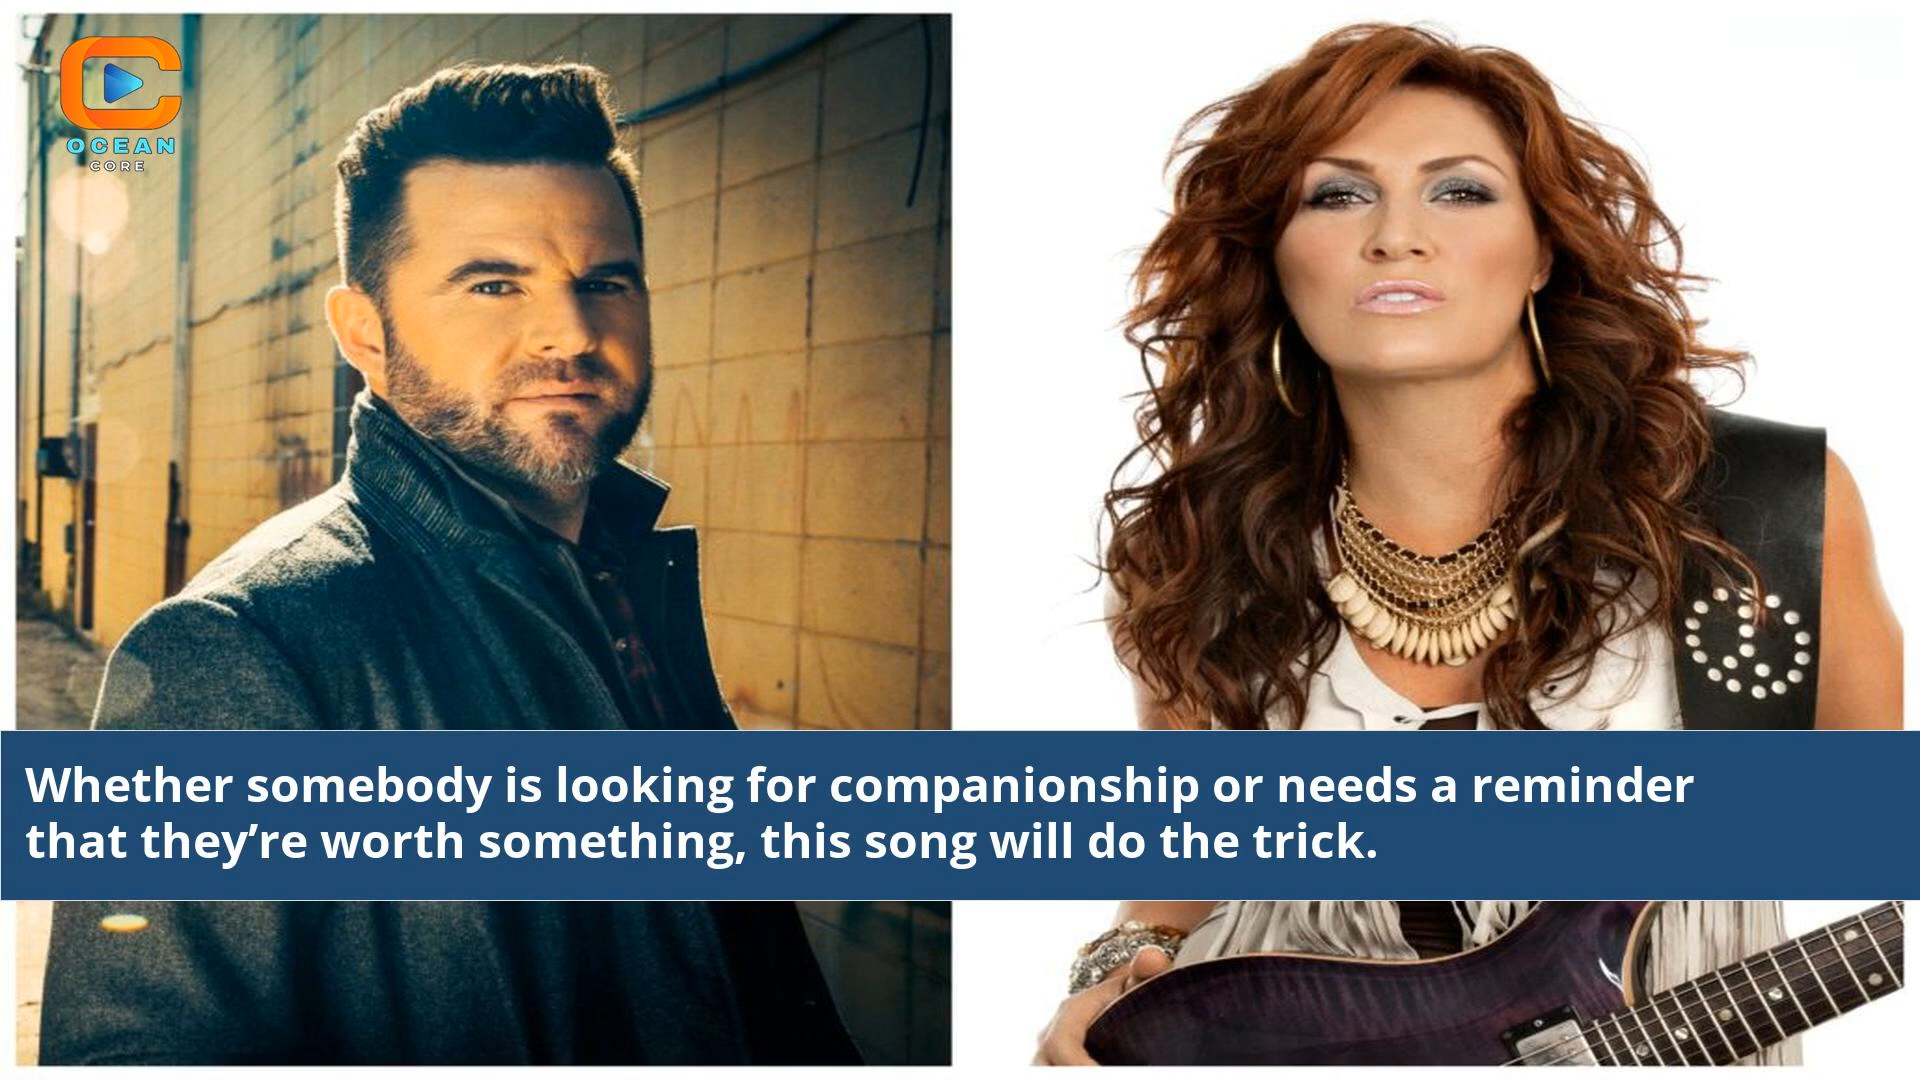 OCEAN
CORE
Whether somebody is looking for companionship or needs a reminder
that they’re worth something, this song will do the trick.